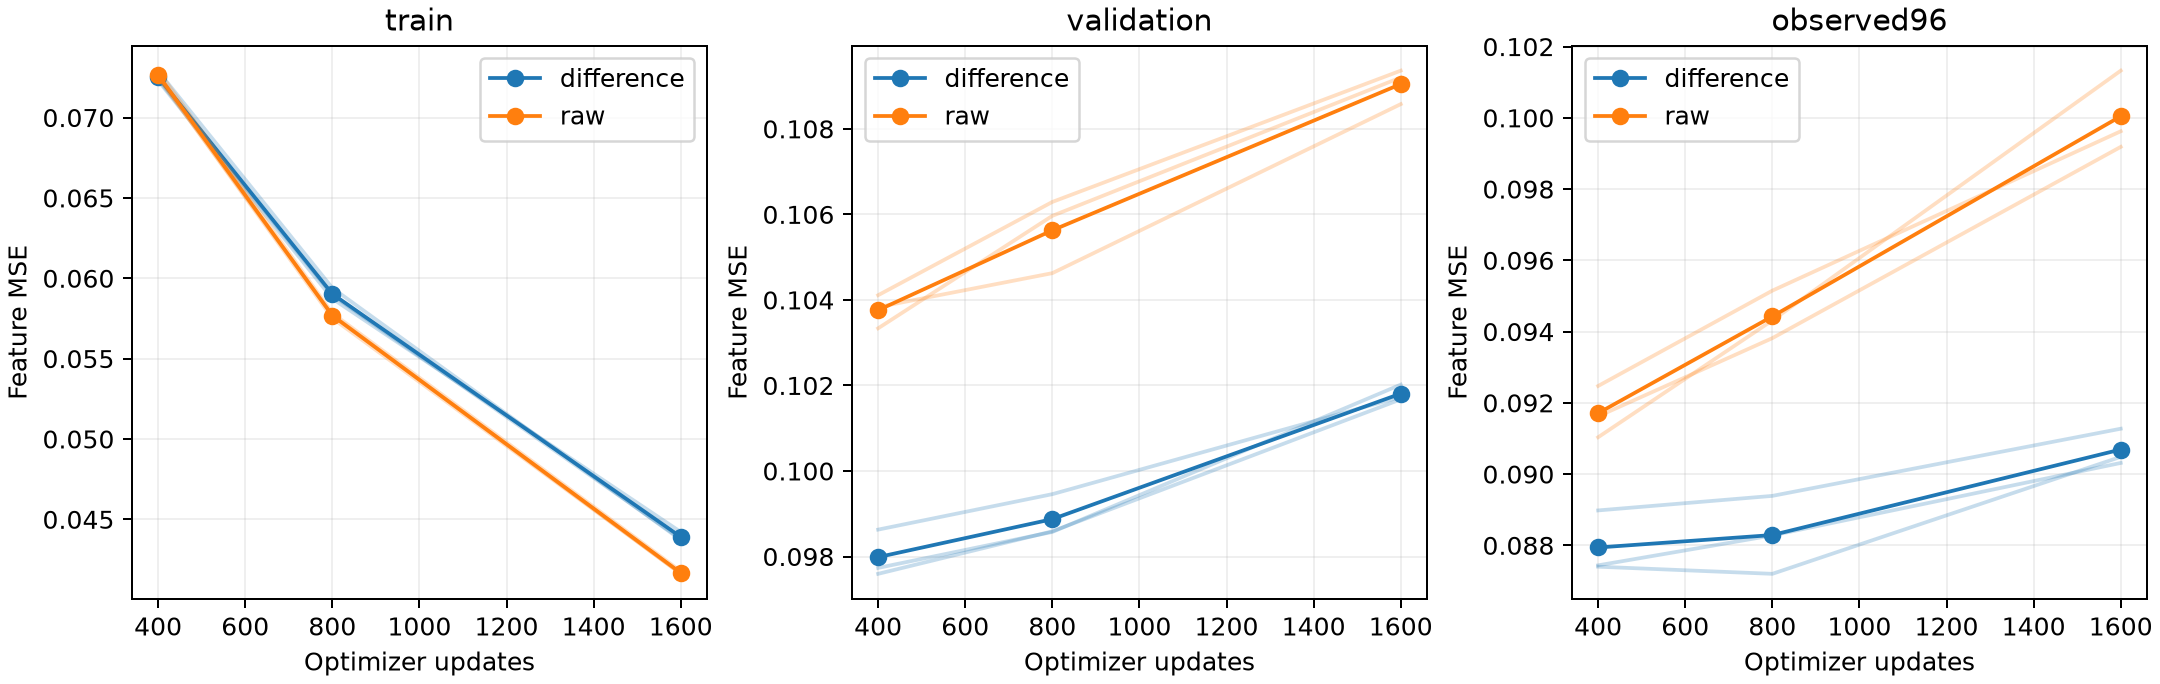 train
difference
raw
0.070
0.065
0.060
0.055
0.050
0.045
Feature MSE
400 600 800 1000 1200 1400 1600
Optimizer updates
validation
difference
raw
0.108
0.106
0.104
0.102
0.100
0.098
Feature MSE
400 600 800 1000 1200 1400 1600
Optimizer updates
observed96
difference
raw
0.102
0.100
0.098
0.096
0.094
0.092
0.090
0.088
Feature MSE
400 600 800 1000 1200 1400 1600
Optimizer updates